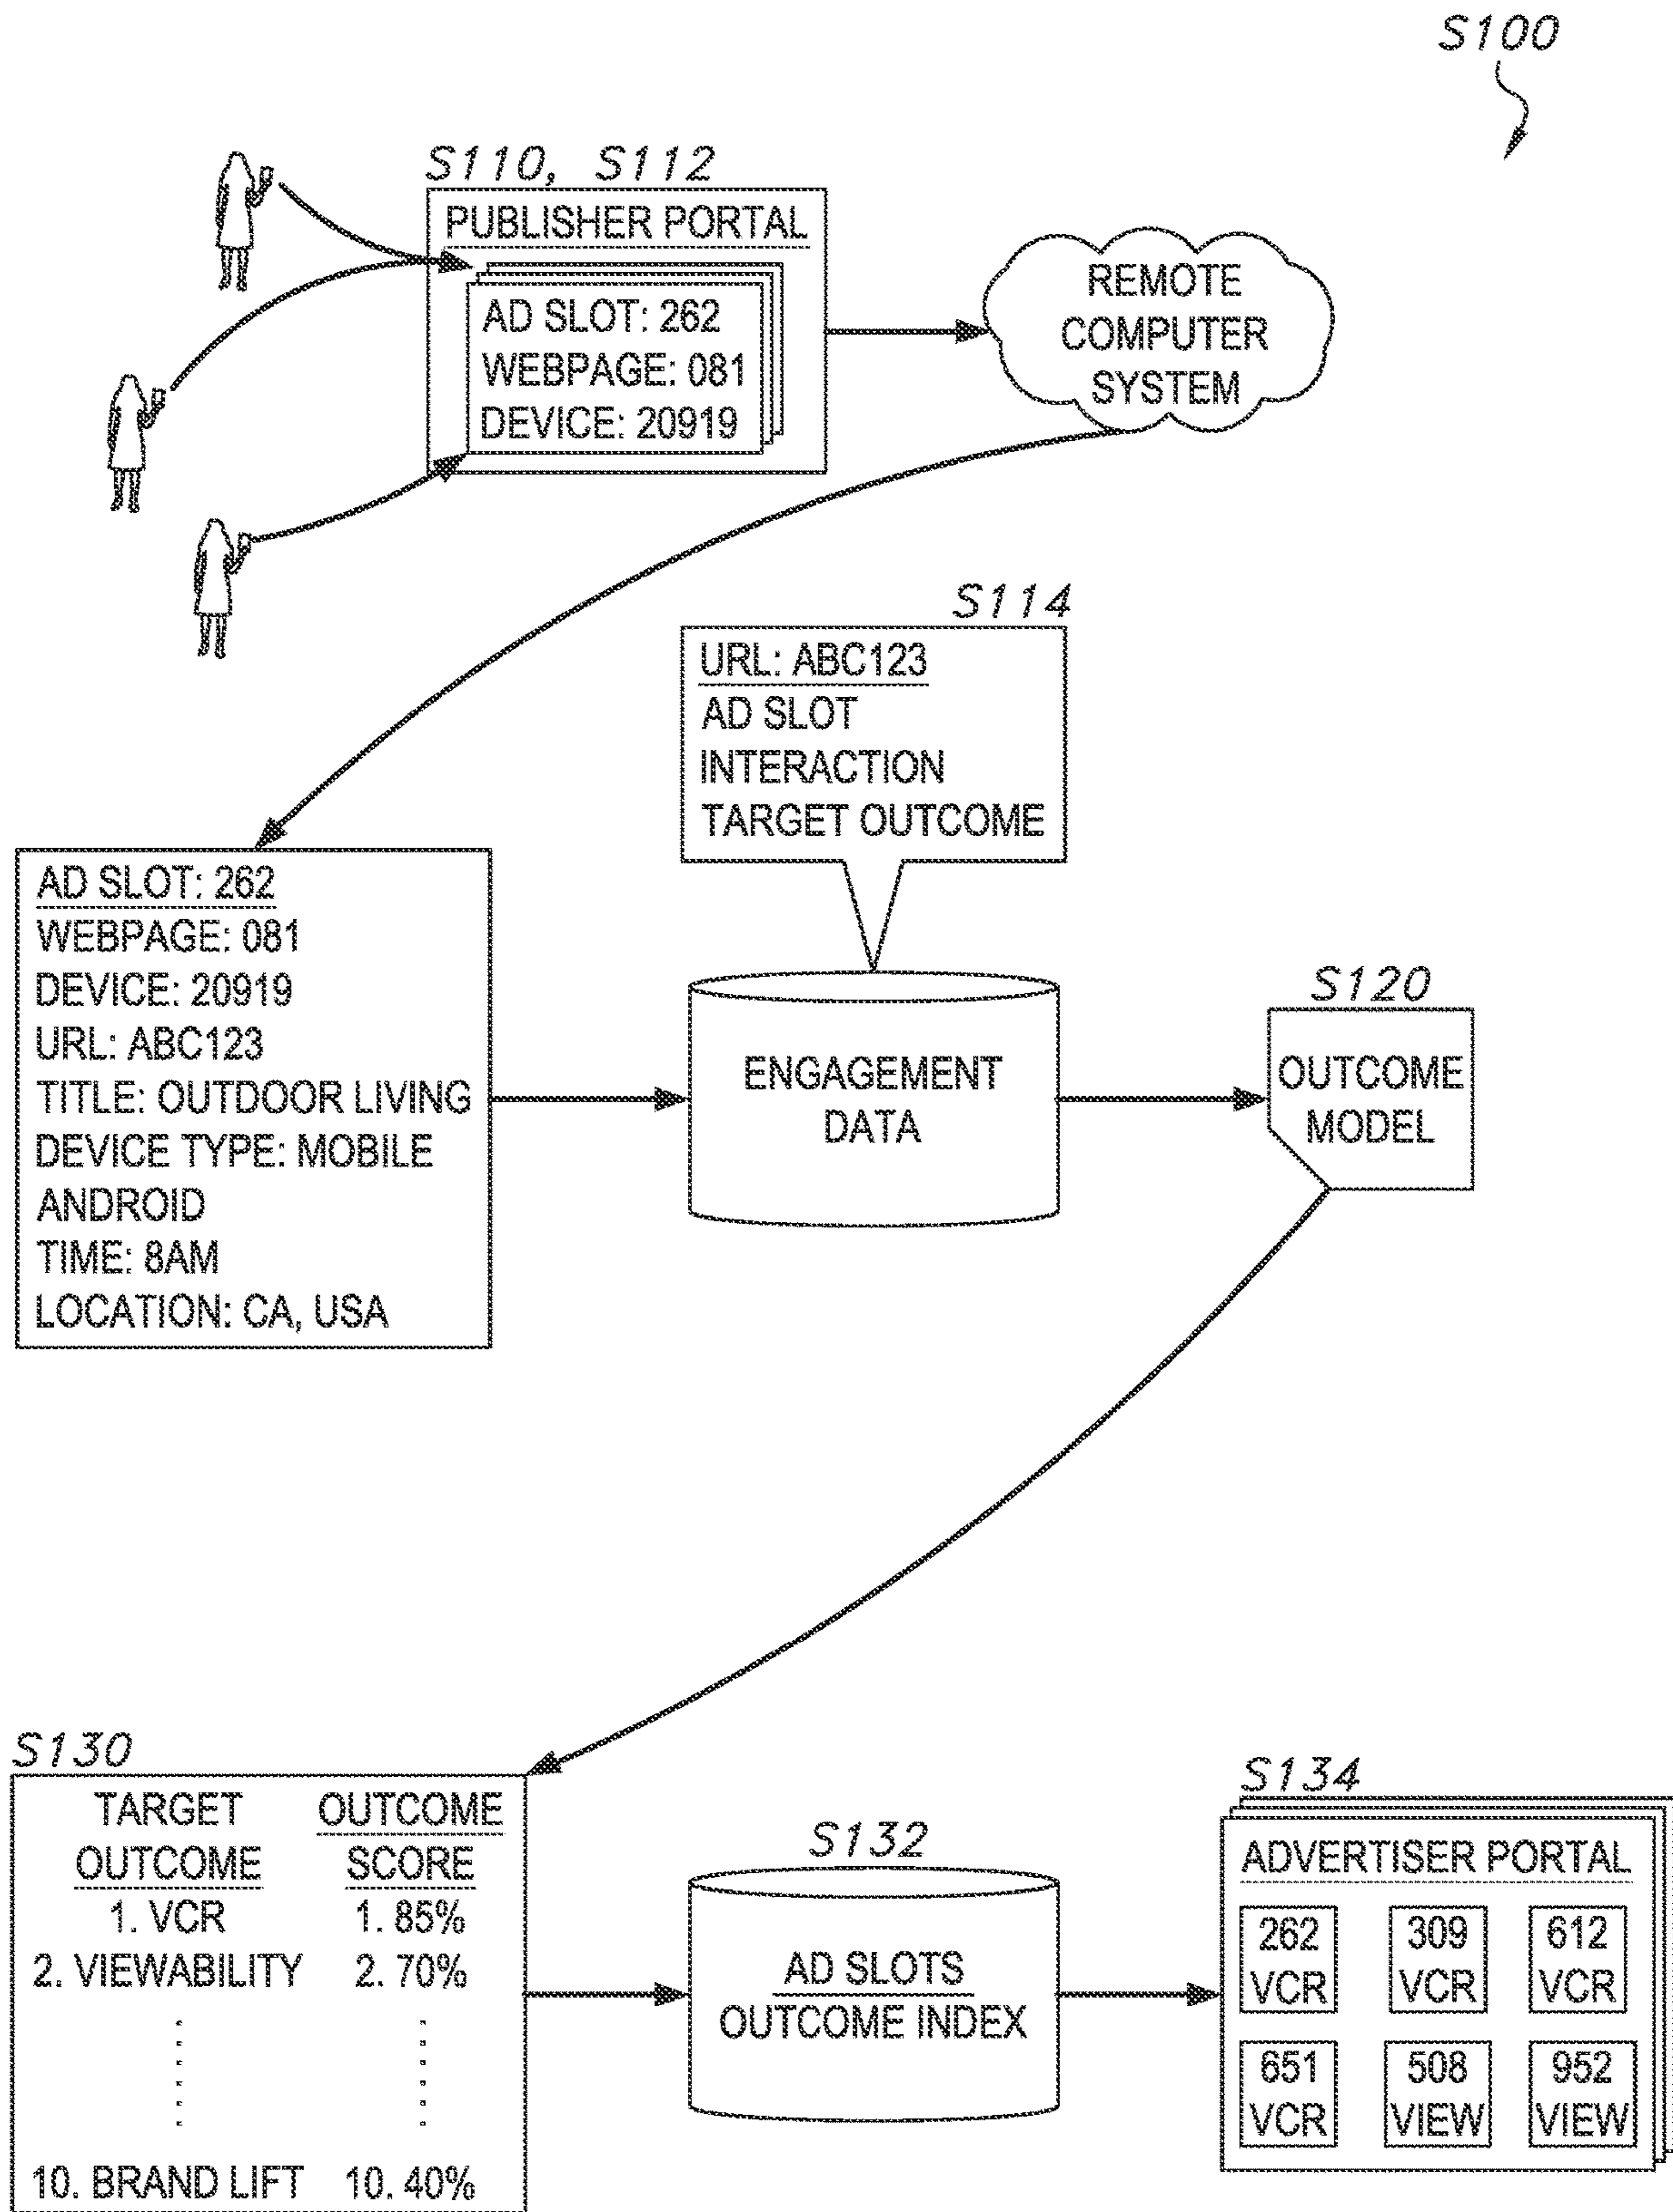 S100
S110, S112
PUBLISHER PORTAL
AD SLOT: 262
WEBPAGE: 081
DEVICE: 20919
REMOTE
COMPUTER
SYSTEM
S114
URL: ABC123
AD SLOT
INTERACTION
TARGET OUTCOME
AD SLOT: 262
WEBPAGE: 081
DEVICE: 20919
URL: ABC123
TITLE: OUTDOOR LIVING
DEVICE TYPE: MOBILE
ANDROID
TIME: 8AM
LOCATION: CA, USA
ENGAGEMENT
DATA
S120
OUTCOME
MODEL
S130
TARGET OUTCOME
OUTCOME SCORE
1. VCR 1. 85%
2. VIEWABILITY 2. 70%
10. BRAND LIFT 10. 40%
S132
AD SLOTS
OUTCOME INDEX
S134
ADVERTISER PORTAL
262 309 612
VCR VCR VCR
651 508 952
VCR VIEW VIEW